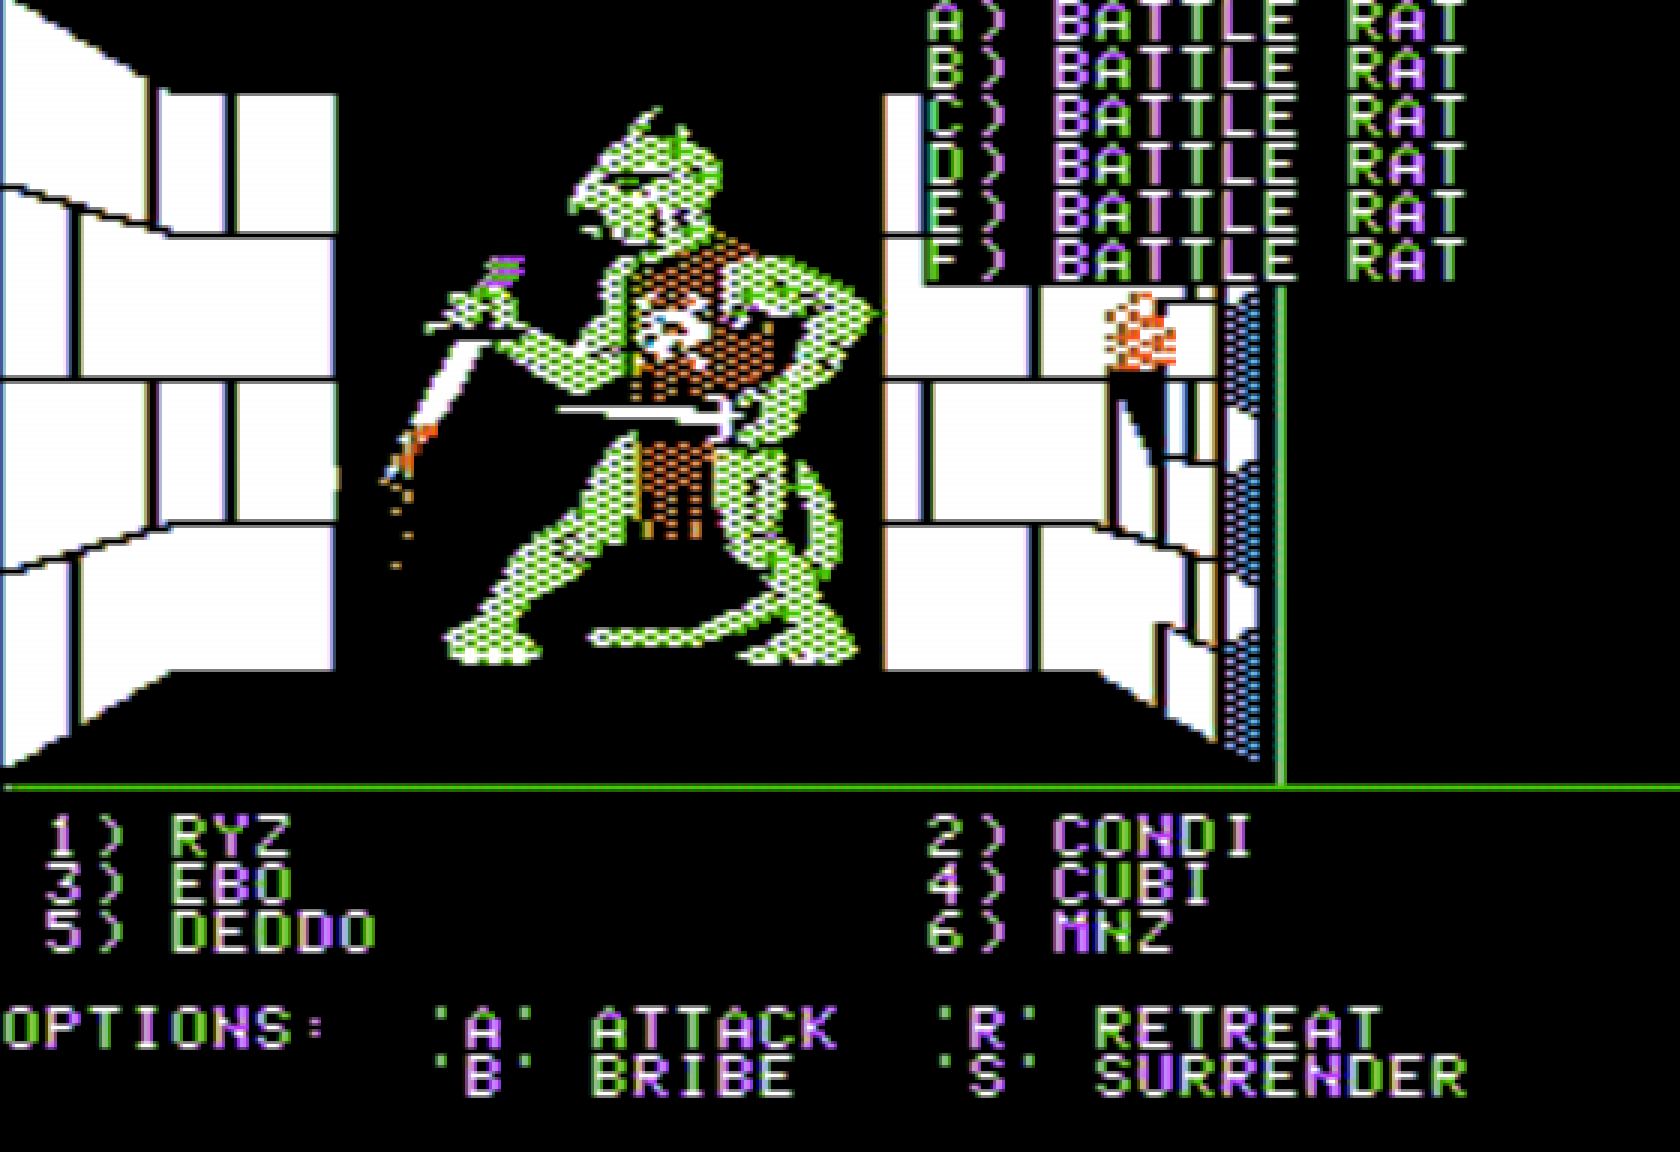 A) BATTLE RAT
B) BATTLE RAT
C) BATTLE RAT
D) BATTLE RAT
E) BATTLE RAT
F) BATTLE RAT
1) RYZ 2) CONDI
3) EBO 4) CUBI
5) DEDDO 6) MNZ
OPTIONS: 'A' ATTACK 'R' RETREAT
'B' BRIBE 'S' SURRENDER